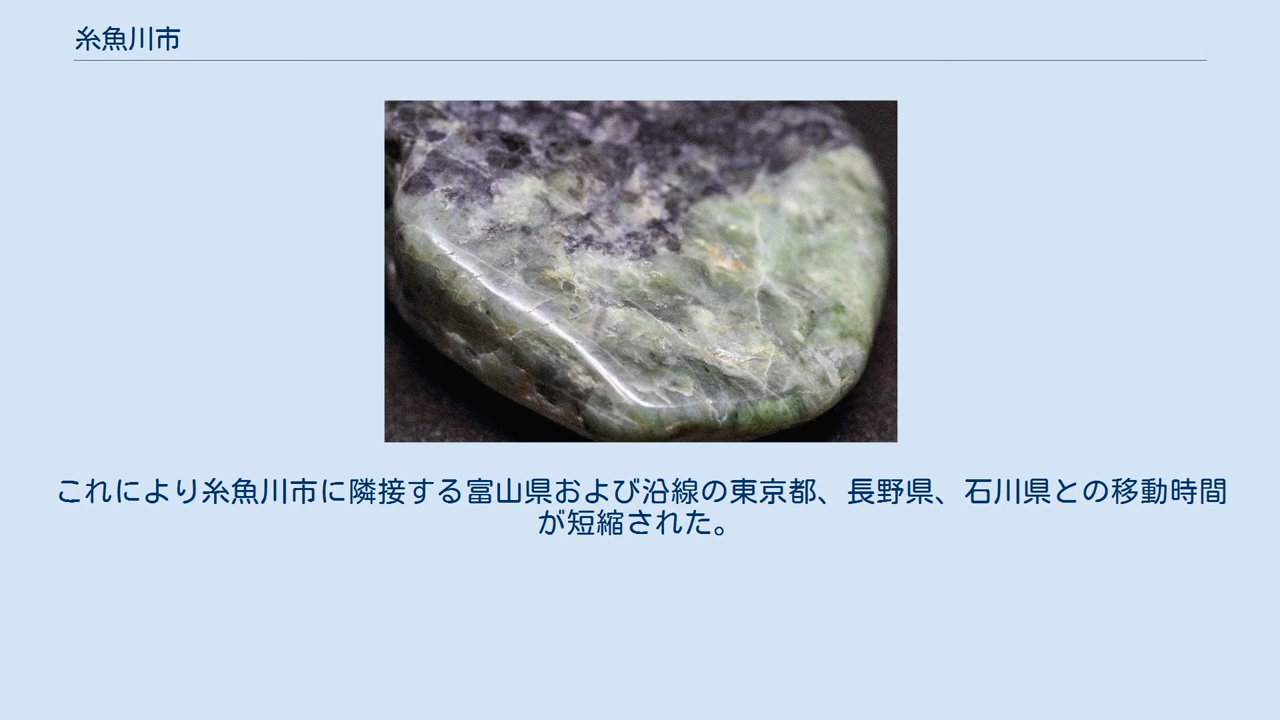 糸魚川市
これにより糸魚川市に隣接する富山県および沿線の東京都、長野県、石川県との移動時間
が短縮された。